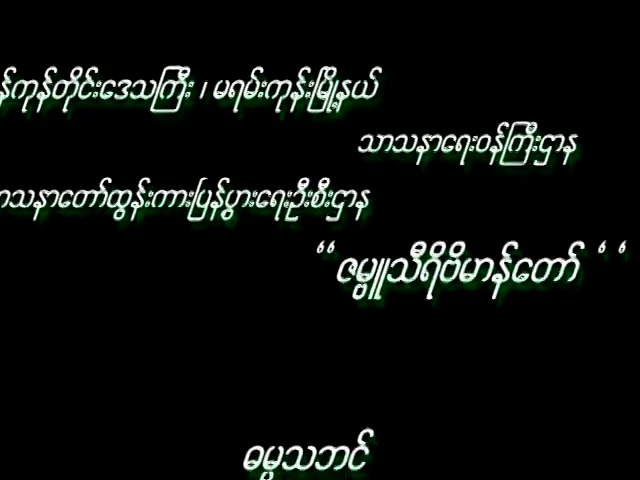 န်ကုန်တိုင်းဒေသကြီး ၊ မရမ်းကုန်းမြို့နယ်
သာသနာရေးဝန်ကြီးဌာန
ာသနာတော်ထွန်းကားပြန့်ပွားရေးဦးစီးဌာန
“ဇမ္ဗူသီရိဗိမာန်တော် ‘ ‘
ဓမ္မသဘင်